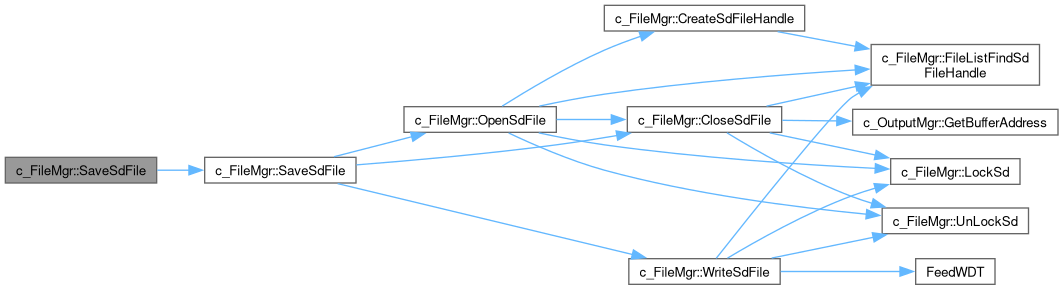 c_FileMgr::SaveSdFile
c_FileMgr::SaveSdFile
c_FileMgr::OpenSdFile
c_FileMgr::CreateSdFileHandle
c_FileMgr::CloseSdFile
c_FileMgr::WriteSdFile
c_FileMgr::FileListFindSd
FileHandle
c_OutputMgr::GetBufferAddress
c_FileMgr::LockSd
c_FileMgr::UnLockSd
FeedWDT